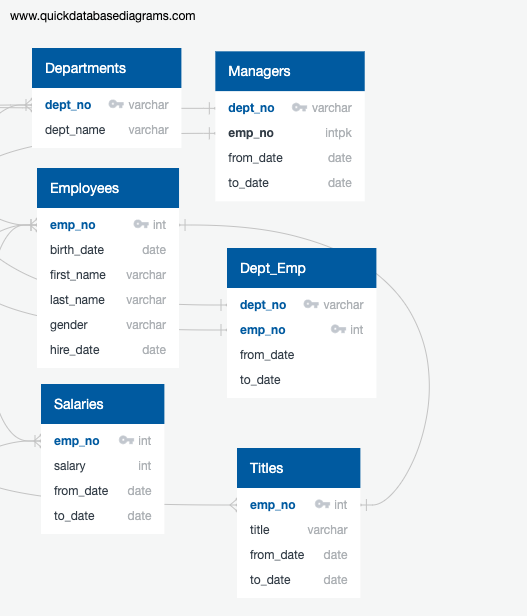 www.quickdatabasediagrams.com
Departments
dept_no varchar
dept_name varchar
Managers
dept_no varchar
emp_no intpk
from_date date
to_date date
Employees
emp_no int
birth_date date
first_name varchar
last_name varchar
gender varchar
hire_date date
Dept_Emp
dept_no varchar
emp_no int
from_date
to_date
Salaries
emp_no int
salary int
from_date date
to_date date
Titles
emp_no int
title varchar
from_date date
to_date date